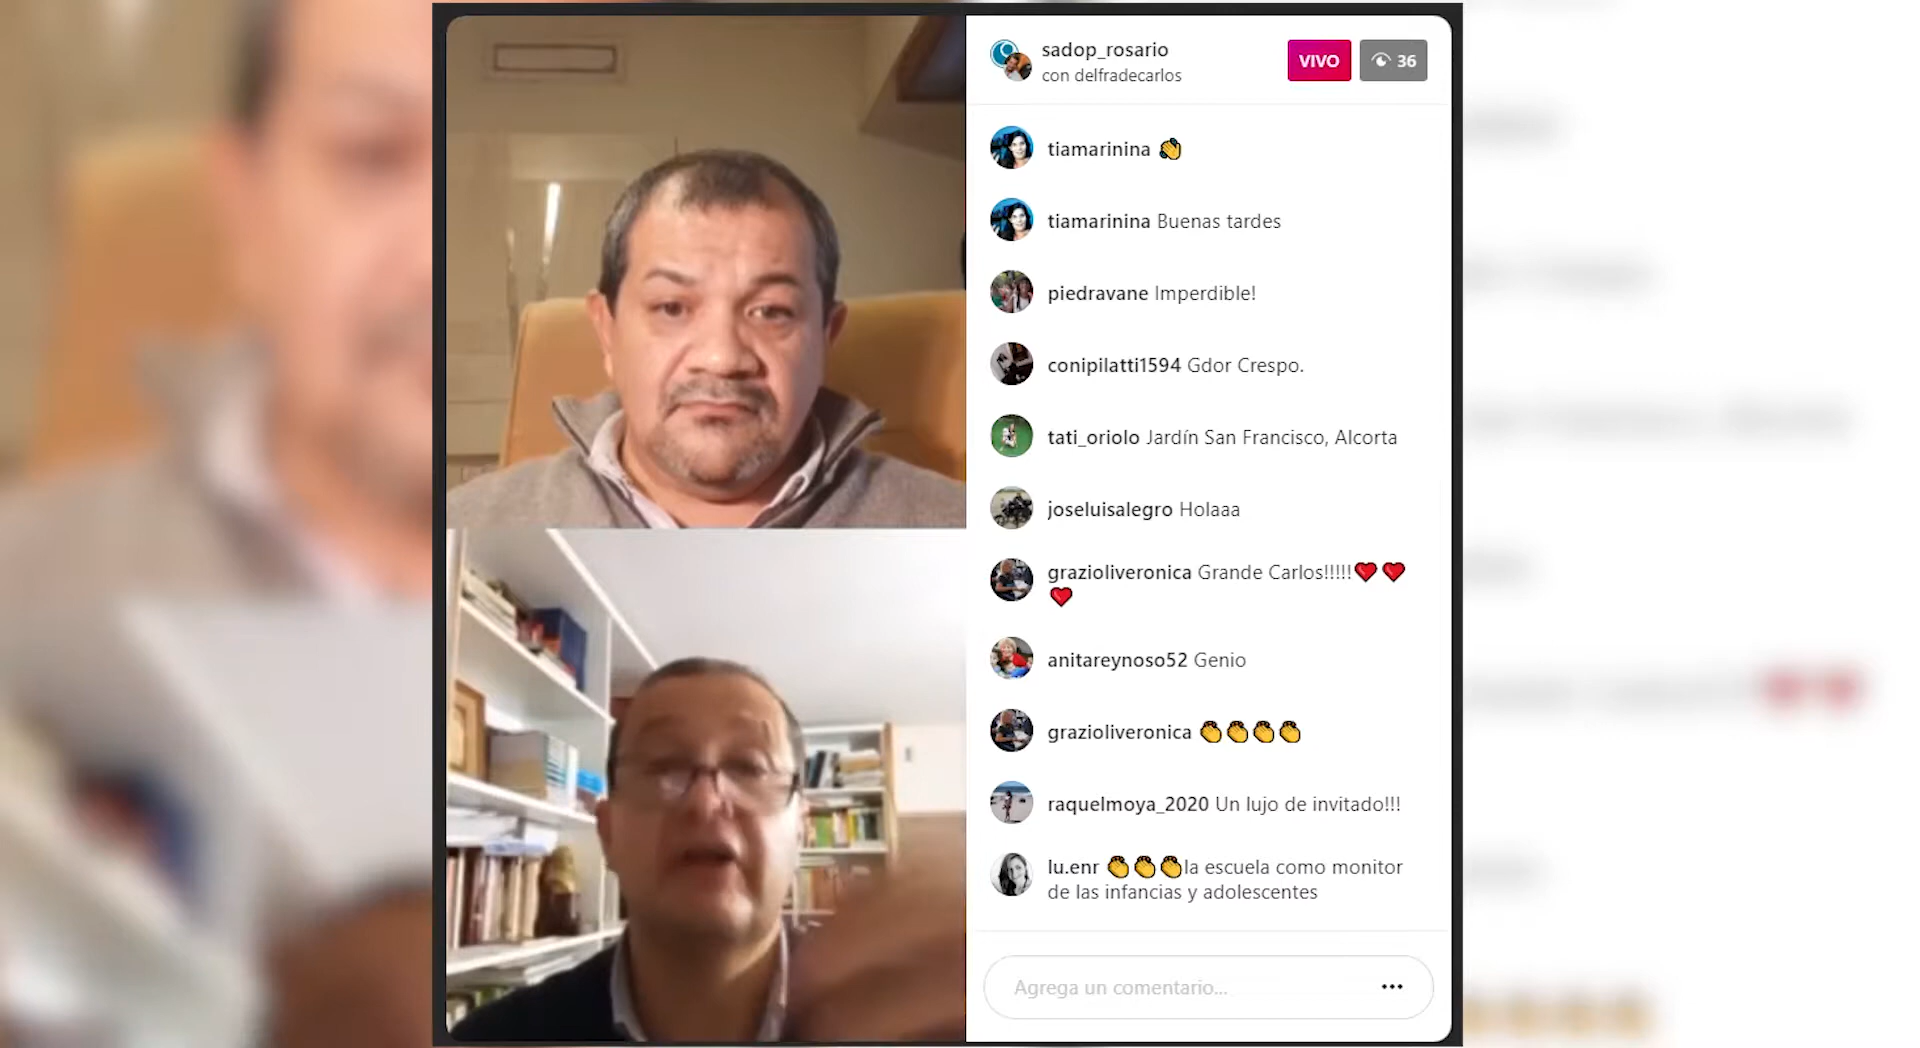 sadop_rosario
con delfradecarlos
VIVO
36
tiamarinina 👏
tiamarinina Buenas tardes
piedravane Imperdible!
conipilatti1594 Gdor Crespo.
tati_oriolo Jardín San Francisco, Alcorta
joseluisalegro Holaaa
grazioliveronica Grande Carlos!!!!!❤️❤️
❤️
anitareynoso52 Genio
grazioliveronica 👏👏👏👏
raquelmoya_2020 Un lujo de invitado!!!
lu.enr 👏👏👏la escuela como monitor
de las infancias y adolescentes
Agrega un comentario...